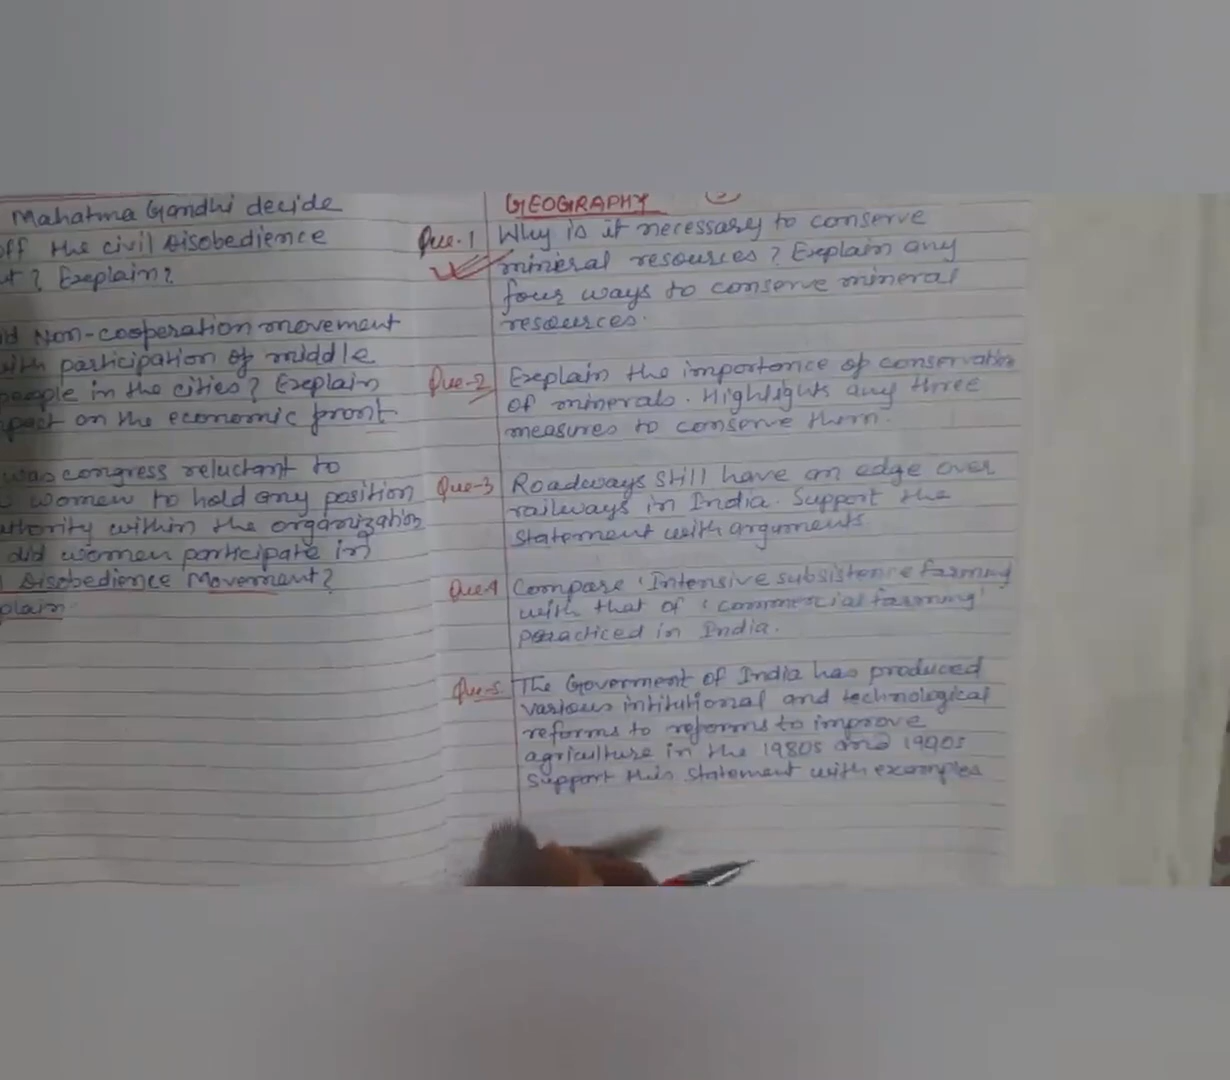 Mahatma Gandhi decide
off the civil Disobedience
? Explain?
Non-cooperation movement
with participation of middle
people in the cities? Explain
on the economic front
was congress reluctant to
women to hold any position
authority within the organization
did women participate in
Disobedience Movement?
GEOGRAPHY
Que.1 Why is it necessary to conserve
mineral resources? Explain any
four ways to conserve mineral
resources.
Que-2 Explain the importance of conservation
of minerals. Highlights any three
measures to conserve them.
Que-3 Roadways still have an edge over
railways in India. Support the
statement with arguments
Que4 Compare 'Intensive subsistence farming
with that of 'commercial farming'
practiced in India.
Que-5 The Goverment of India has produced
various intitutional and technological
reforms to reforms to improve
agriculture in the 1980s and 1990s
Support this statement with examples